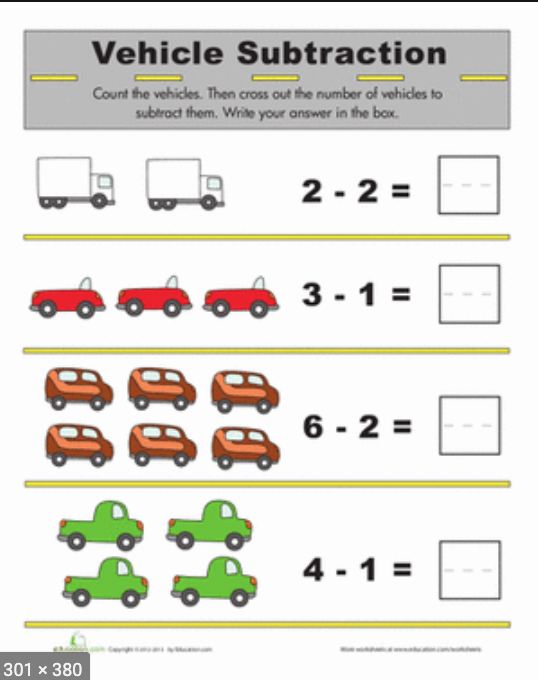 Vehicle Subtraction
Count the vehicles. Then cross out the number of vehicles to
subtract them. Write your answer in the box.
2 - 2 =
3 - 1 =
6 - 2 =
4 - 1 =
Copyright © 2012-2013 by Education.com
More worksheets at www.education.com/worksheets
301 × 380